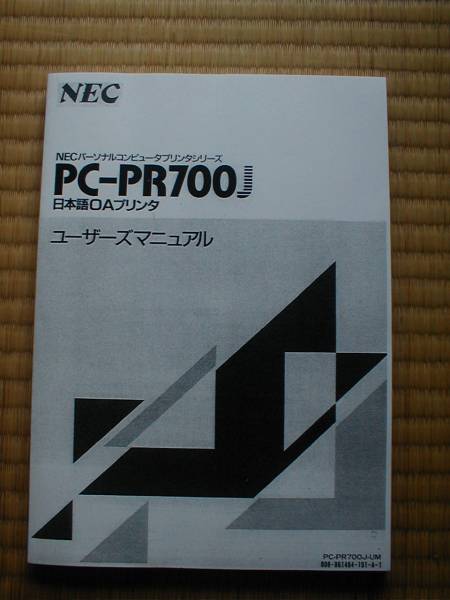 NEC
NECパーソナルコンピュータプリンタシリーズ
PC-PR700J
日本語OAプリンタ
ユーザーズマニュアル
PC-PR700J-UM